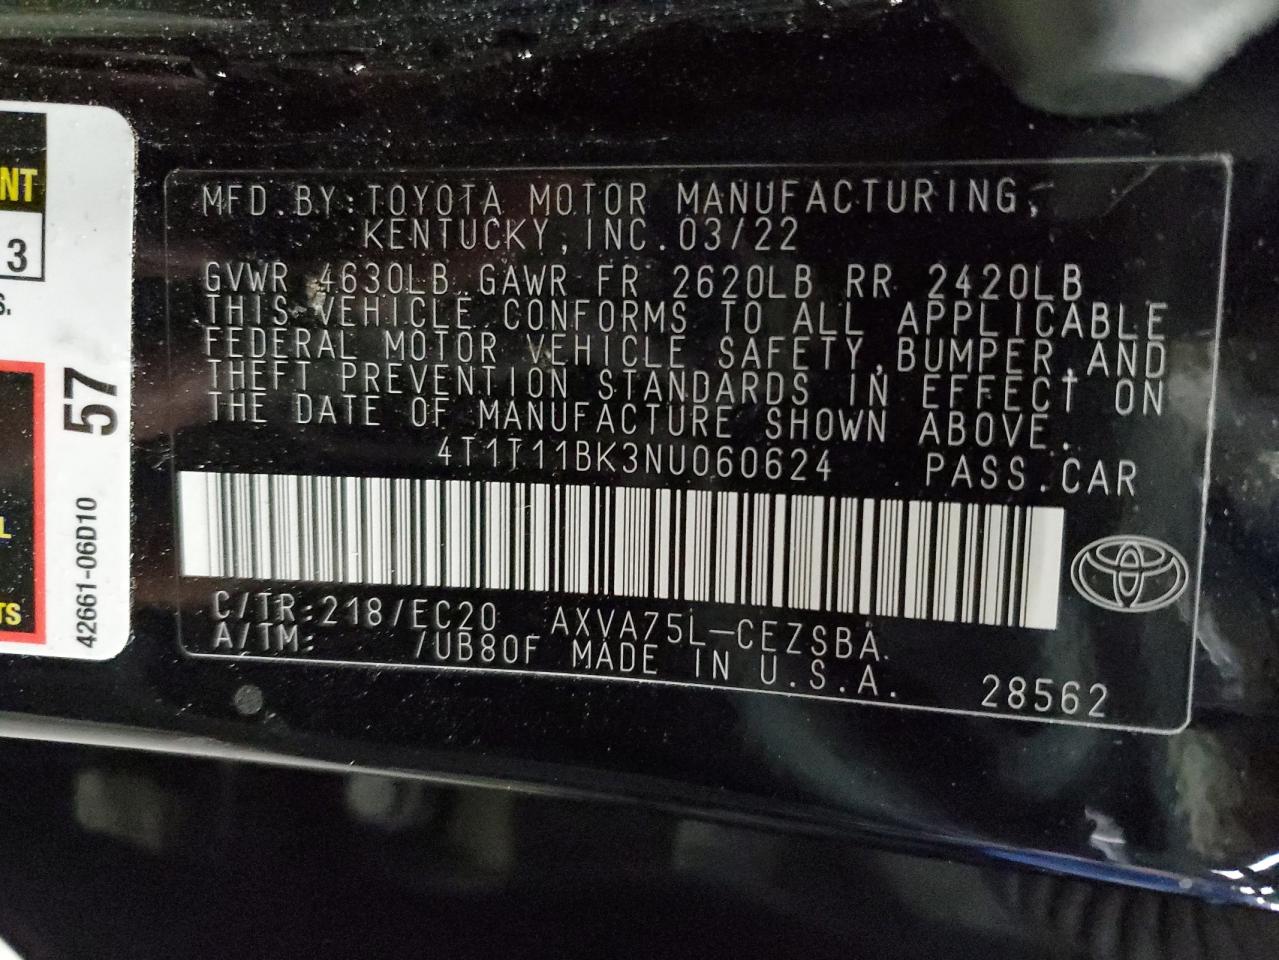 NT
3
S.
57
L
TS
42661-06D10
MFD. BY: TOYOTA MOTOR MANUFACTURING,
KENTUCKY, INC. 03/22
GVWR 4630LB GAWR FR 2620LB RR 2420LB
THIS VEHICLE CONFORMS TO ALL APPLICABLE
FEDERAL MOTOR VEHICLE SAFETY, BUMPER, AND
THEFT PREVENTION STANDARDS IN EFFECT ON
THE DATE OF MANUFACTURE SHOWN ABOVE.
4T1T11BK3NU060624 PASS. CAR
C/TR: 218/EC20 AXVA75L-CEZSBA
A/TM: /UB80F MADE IN U.S.A.
28562